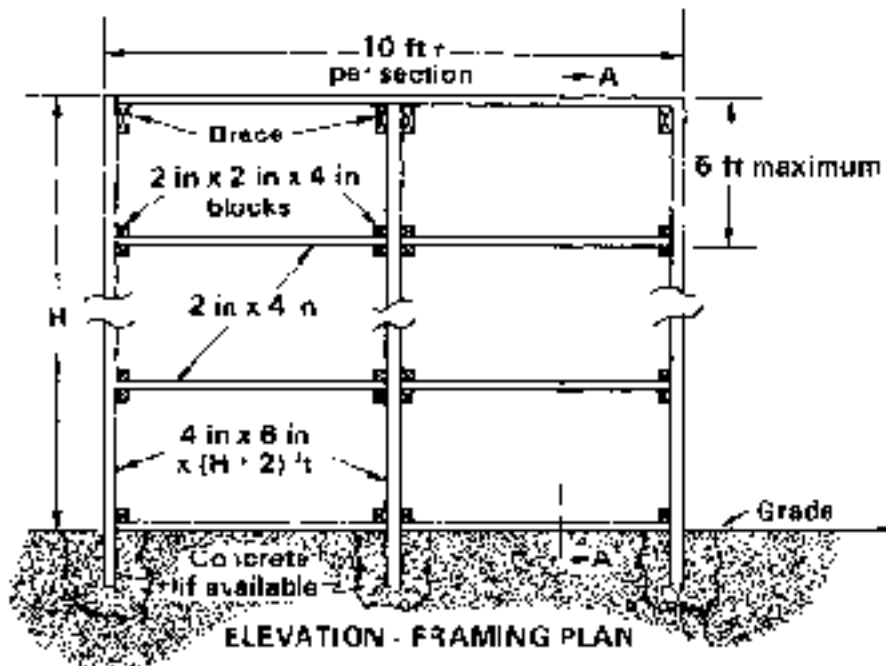 10 ft
per section
A
Brace
6 ft maximum
2 in x 2 in x 4 in
blocks
H
2 in x 4 in
4 in x 6 in
x (H + 2) ft
Grade
Concrete
if available
A
ELEVATION - FRAMING PLAN